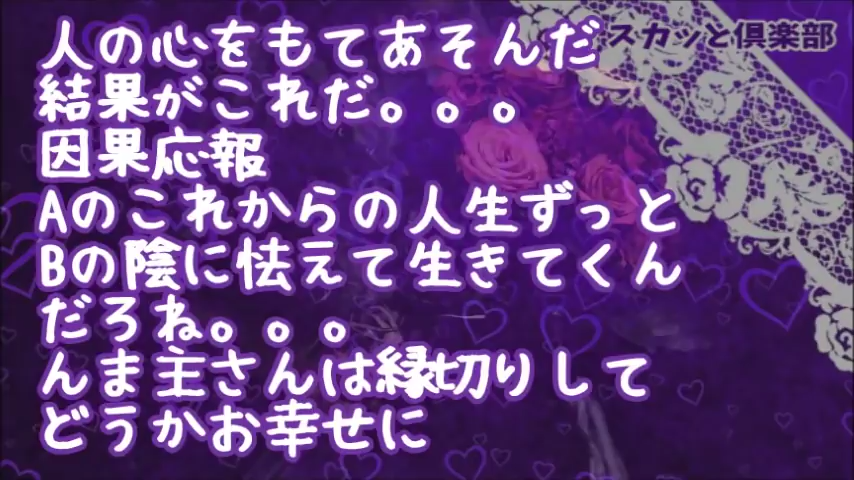 スカッと倶楽部
人の心をもてあそんだ
結果がこれだ。。。
因果応報
Aのこれからの人生ずっと
Bの陰に怯えて生きてくん
だろね。。。
んま主さんは縁切りして
どうかお幸せに